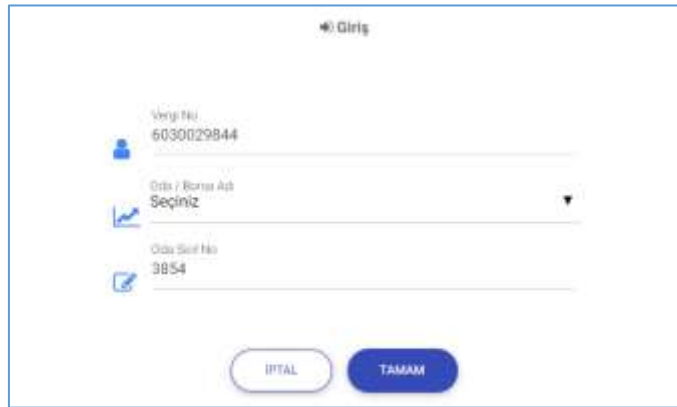 Giriş
Vergi No
6030029844
Oda / Borsa Adı
Seçiniz
Oda Sicil No
3854
İPTAL
TAMAM